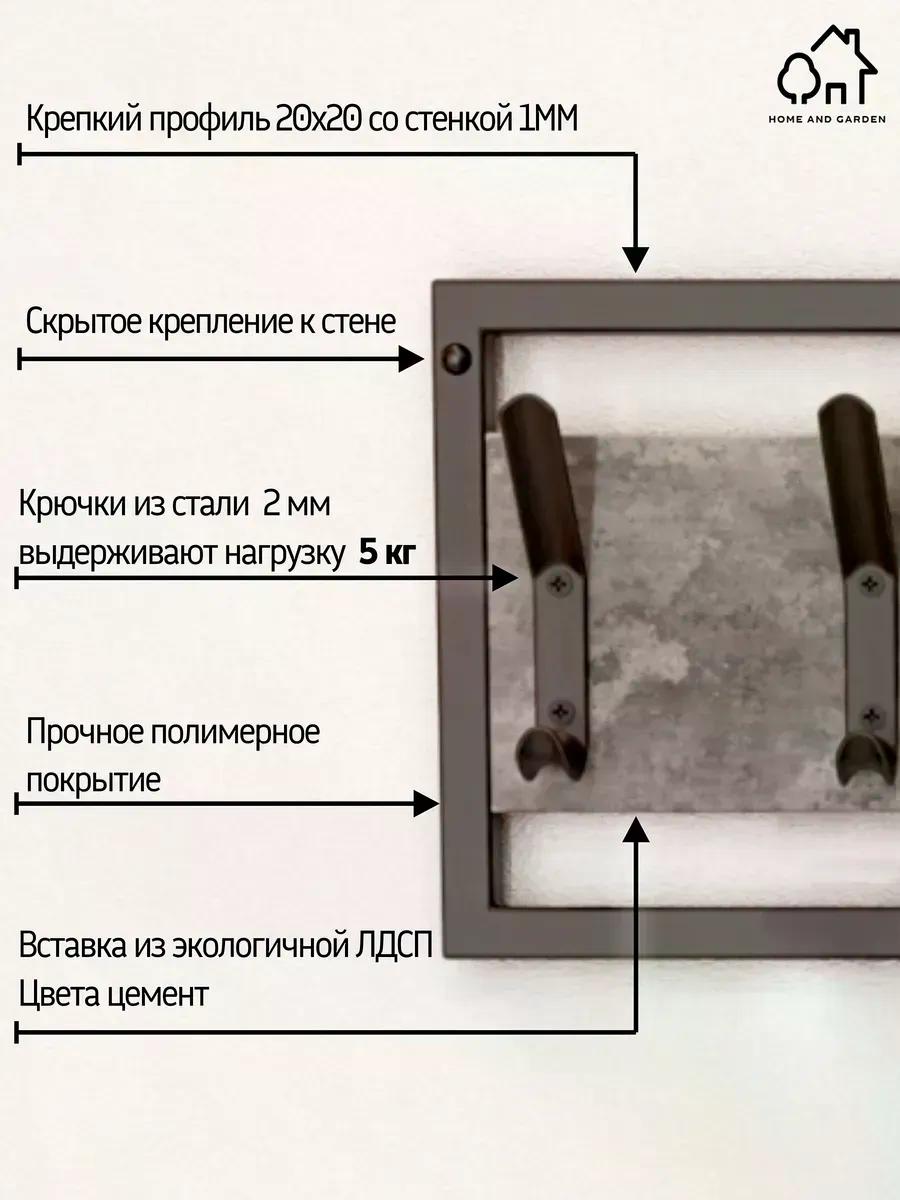 HOME AND GARDEN
Крепкий профиль 20х20 со стенкой 1ММ
Скрытое крепление к стене
Крючки из стали 2 мм
выдерживают нагрузку 5 кг
Прочное полимерное
покрытие
Вставка из экологичной ЛДСП
Цвета цемент